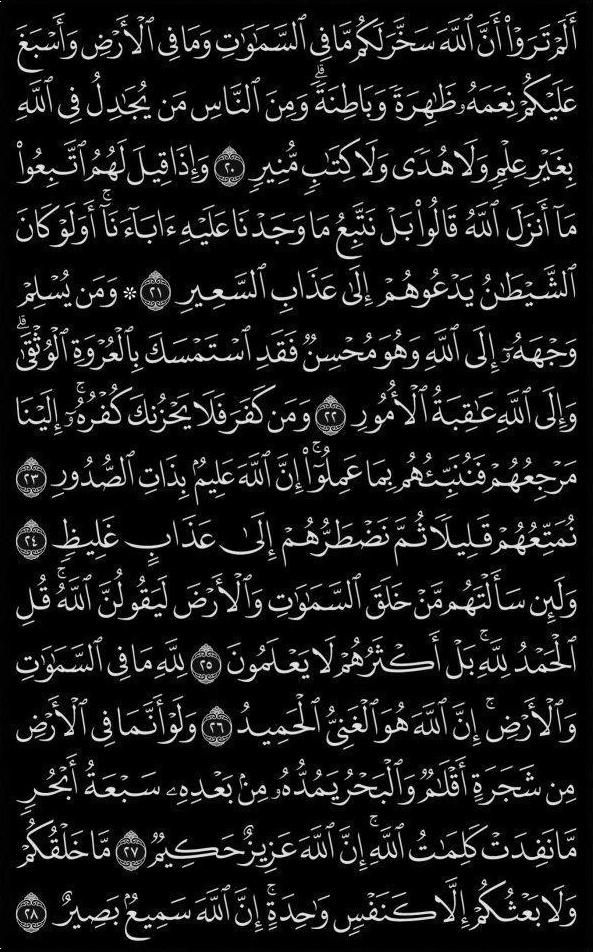 أَلَمْ تَرَوْا۟ أَنَّ ٱللَّهَ سَخَّرَ لَكُم مَّا فِى ٱلسَّمَـٰوَٰتِ وَمَا فِى ٱلْأَرْضِ وَأَسْبَغَ
عَلَيْكُمْ نِعَمَهُۥ ظَـٰهِرَةً وَبَاطِنَةً ۗ وَمِنَ ٱلنَّاسِ مَن يُجَـٰدِلُ فِى ٱللَّهِ
بِغَيْرِ عِلْمٍ وَلَا هُدًى وَلَا كِتَـٰبٍ مُّنِيرٍ ٢٠ وَإِذَا قِيلَ لَهُمُ ٱتَّبِعُوا۟
مَآ أَنزَلَ ٱللَّهُ قَالُوا۟ بَلْ نَتَّبِعُ مَا وَجَدْنَا عَلَيْهِ ءَابَآءَنَآ ۚ أَوَلَوْ كَانَ
ٱلشَّيْطَـٰنُ يَدْعُوهُمْ إِلَىٰ عَذَابِ ٱلسَّعِيرِ ٢١ ۞ وَمَن يُسْلِمْ
وَجْهَهُۥٓ إِلَى ٱللَّهِ وَهُوَ مُحْسِنٌ فَقَدِ ٱسْتَمْسَكَ بِٱلْعُرْوَةِ ٱلْوُثْقَىٰ ۗ
وَإِلَى ٱللَّهِ عَـٰقِبَةُ ٱلْأُمُورِ ٢٢ وَمَن كَفَرَ فَلَا يَحْزُنكَ كُفْرُهُۥٓ ۚ إِلَيْنَا
مَرْجِعُهُمْ فَنُنَبِّئُهُم بِمَا عَمِلُوٓا۟ ۚ إِنَّ ٱللَّهَ عَلِيمٌۢ بِذَاتِ ٱلصُّدُورِ ٢٣
نُمَتِّعُهُمْ قَلِيلًا ثُمَّ نَضْطَرُّهُمْ إِلَىٰ عَذَابٍ غَلِيظٍ ٢٤
وَلَئِن سَأَلْتَهُم مَّنْ خَلَقَ ٱلسَّمَـٰوَٰتِ وَٱلْأَرْضَ لَيَقُولُنَّ ٱللَّهُ ۚ قُلِ
ٱلْحَمْدُ لِلَّهِ ۚ بَلْ أَكْثَرُهُمْ لَا يَعْلَمُونَ ٢٥ لِلَّهِ مَا فِى ٱلسَّمَـٰوَٰتِ
وَٱلْأَرْضِ ۚ إِنَّ ٱللَّهَ هُوَ ٱلْغَنِىُّ ٱلْحَمِيدُ ٢٦ وَلَوْ أَنَّمَا فِى ٱلْأَرْضِ
مِن شَجَرَةٍ أَقْلَـٰمٌ وَٱلْبَحْرُ يَمُدُّهُۥ مِنۢ بَعْدِهِۦ سَبْعَةُ أَبْحُرٍ
مَّا نَفِدَتْ كَلِمَـٰتُ ٱللَّهِ ۗ إِنَّ ٱللَّهَ عَزِيزٌ حَكِيمٌ ٢٧ مَّا خَلْقُكُمْ
وَلَا بَعْثُكُمْ إِلَّا كَنَفْسٍ وَٰحِدَةٍ ۗ إِنَّ ٱللَّهَ سَمِيعٌۢ بَصِيرٌ ٢٨